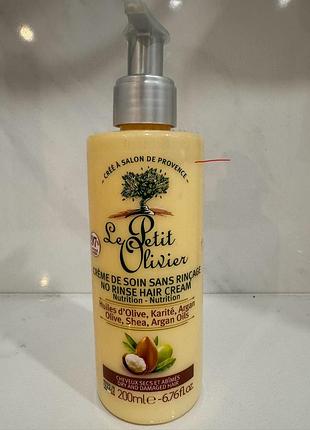 CRÉÉ À SALON DE PROVENCE
Le Petit
Olivier
CRÈME DE SOIN SANS RINÇAGE
NO RINSE HAIR CREAM
Nutrition - Nutrition
Huiles d'Olive, Karité, Argan
Olive, Shea, Argan Oils
CHEVEUX SECS ET ABÎMÉS
DRY AND DAMAGED HAIR
200ml e - 6.76fl.oz